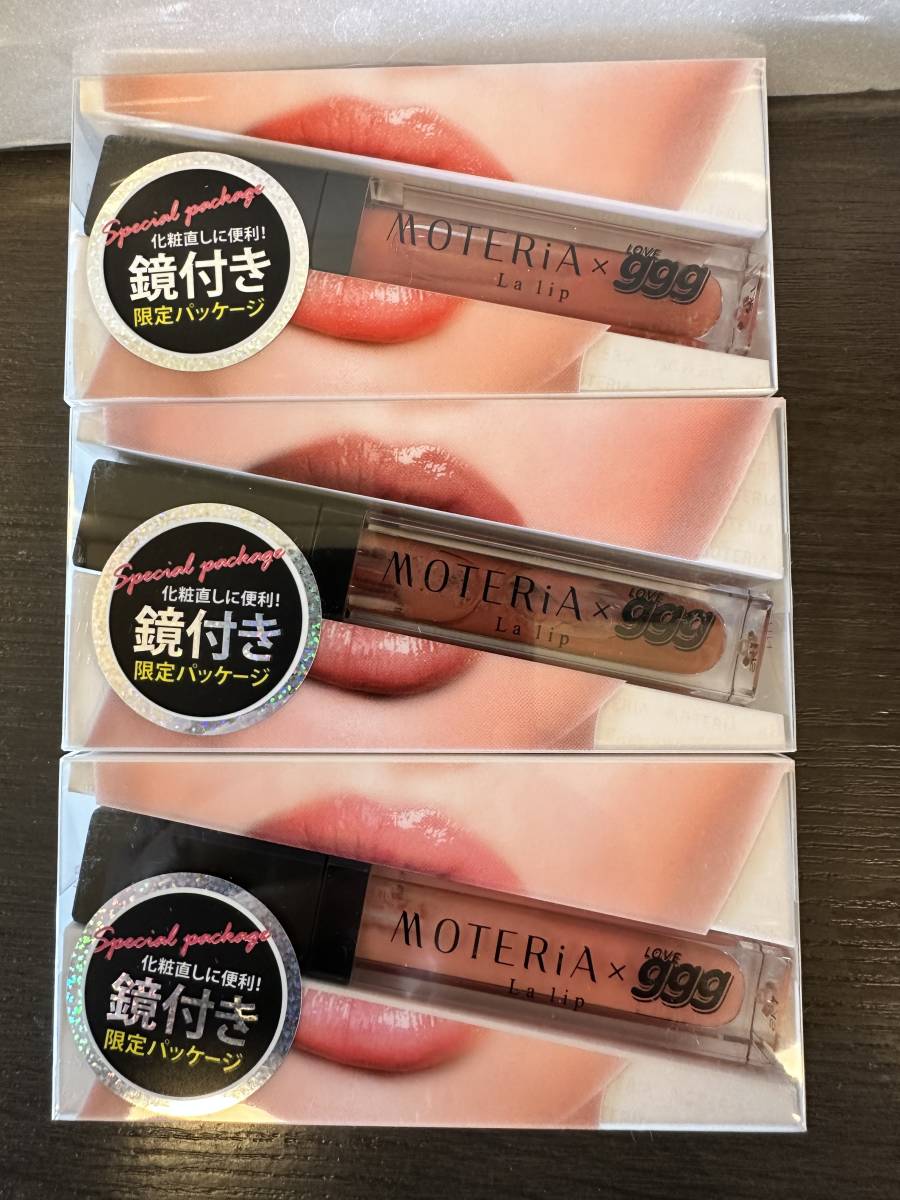 Special package
化粧直しに便利!
鏡付き
限定パッケージ
MOTERiA × LOVE ggg
La lip
Special package
化粧直しに便利!
鏡付き
限定パッケージ
MOTERiA × LOVE ggg
La lip
Special package
化粧直しに便利!
鏡付き
限定パッケージ
MOTERiA × LOVE ggg
La lip